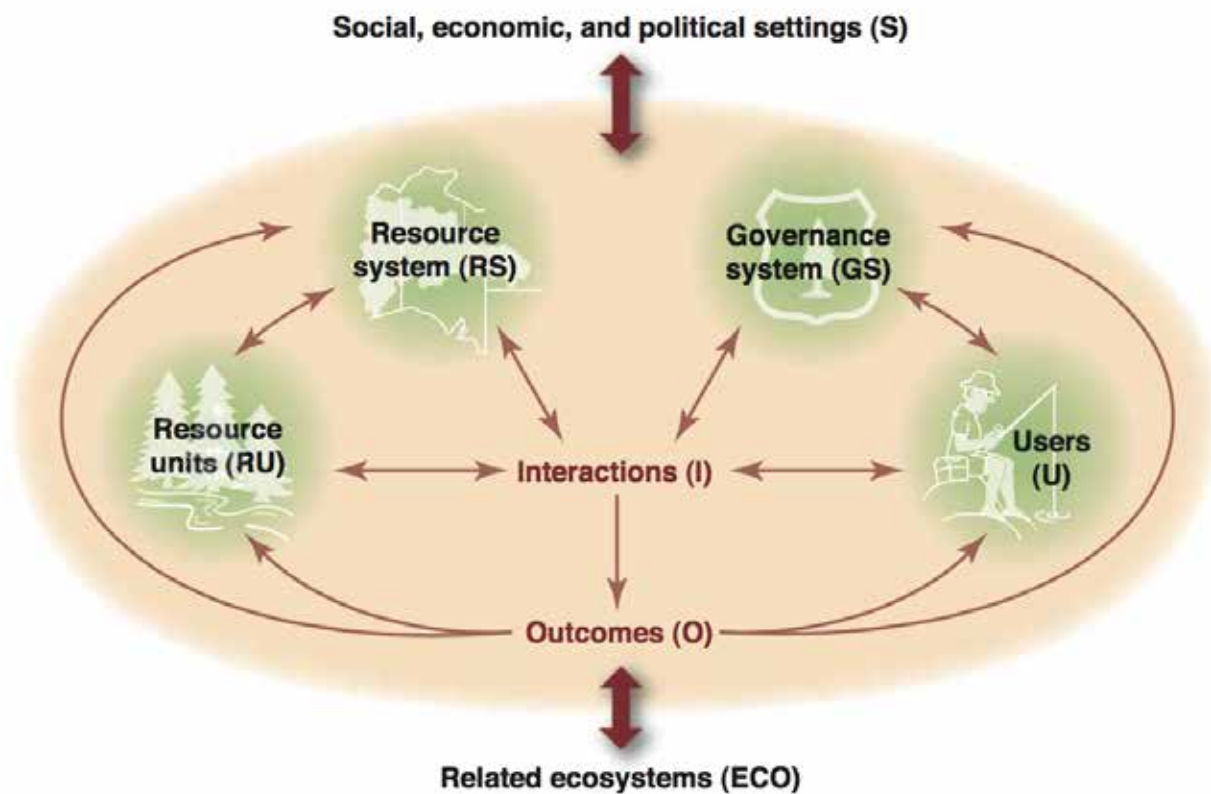 Social, economic, and political settings (S)
Resource
system (RS)
Governance
system (GS)
Resource
units (RU)
Interactions (I)
Users
(U)
Outcomes (O)
Related ecosystems (ECO)